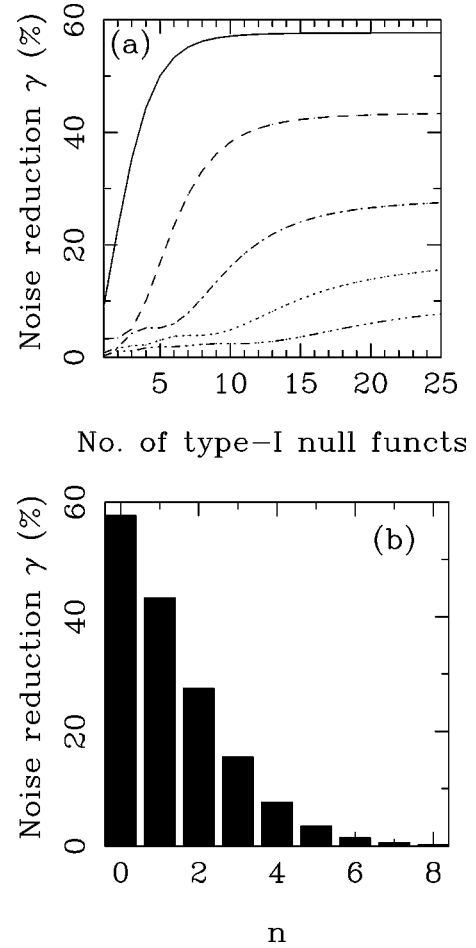 (a)
Noise reduction γ (%)
60
40
20
0
5 10 15 20 25
No. of type-I null functs
(b)
Noise reduction γ (%)
60
40
20
0
0 2 4 6 8
n